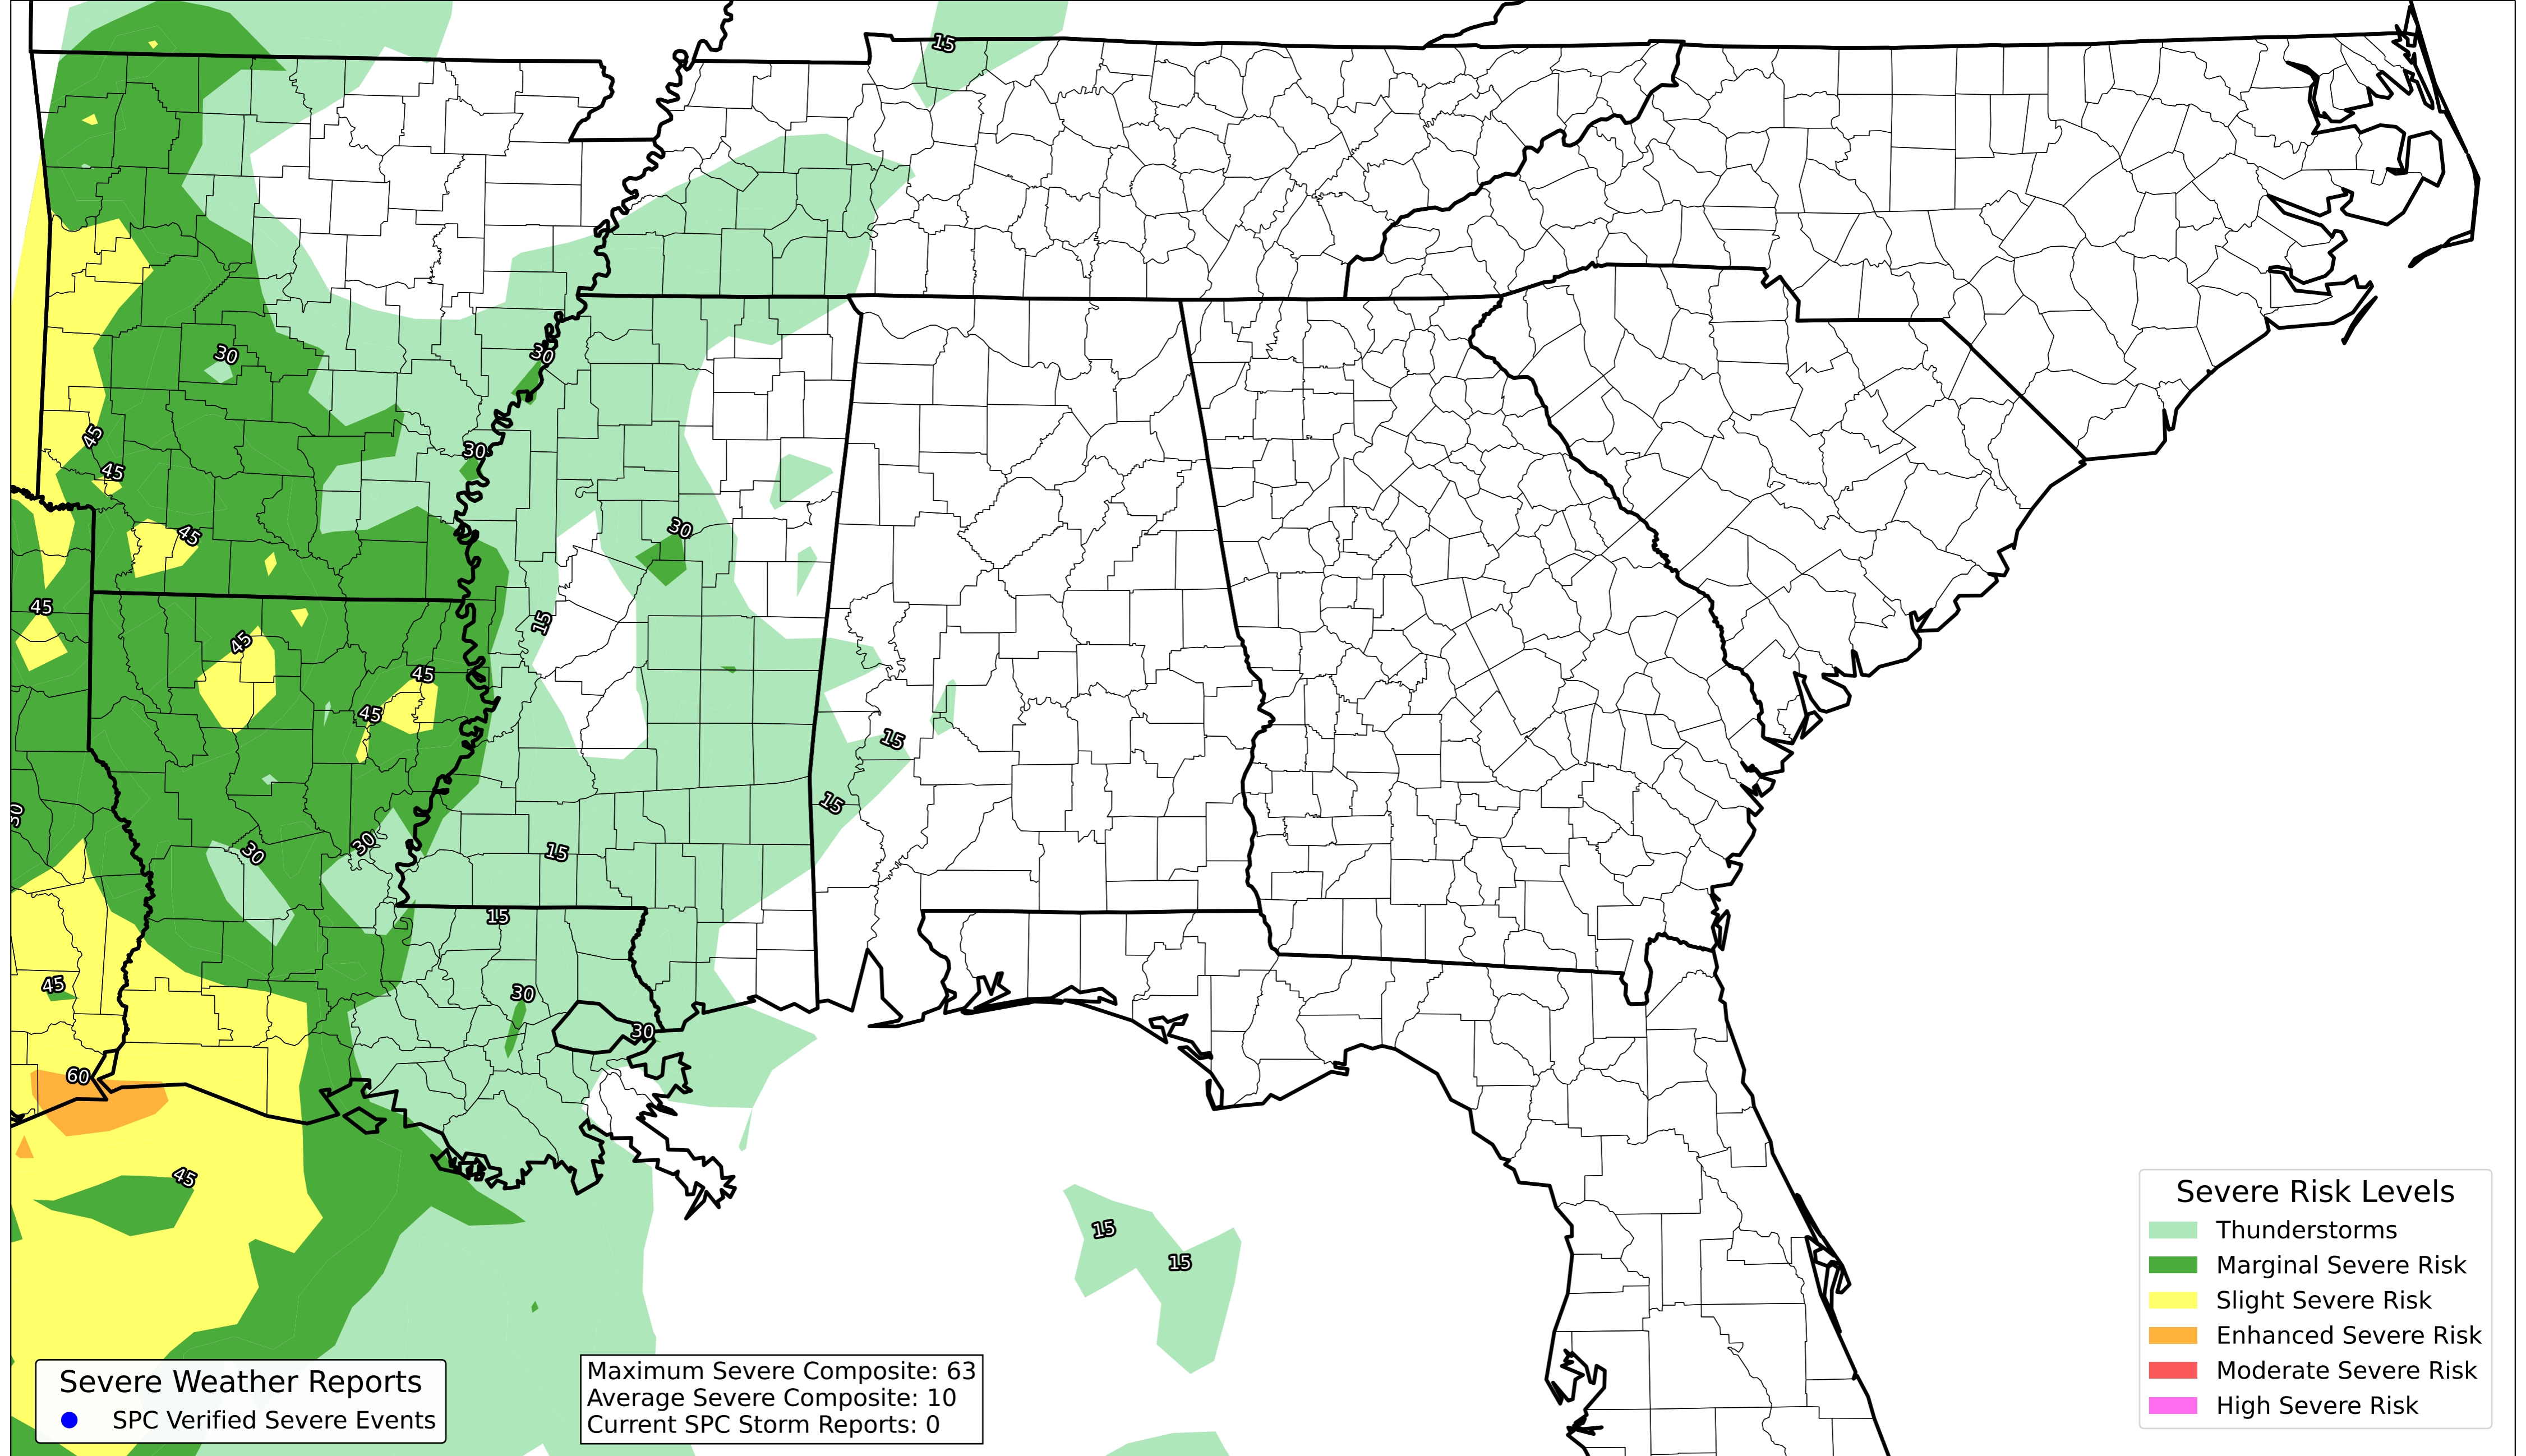 15
30
30
45
30
45
30
45
45
15
45
45
45
15
15
30
30
30
15
15
45
30
30
60
45
15
15
Severe Risk Levels
Thunderstorms
Marginal Severe Risk
Slight Severe Risk
Enhanced Severe Risk
Moderate Severe Risk
High Severe Risk
Severe Weather Reports
SPC Verified Severe Events
Maximum Severe Composite: 63
Average Severe Composite: 10
Current SPC Storm Reports: 0